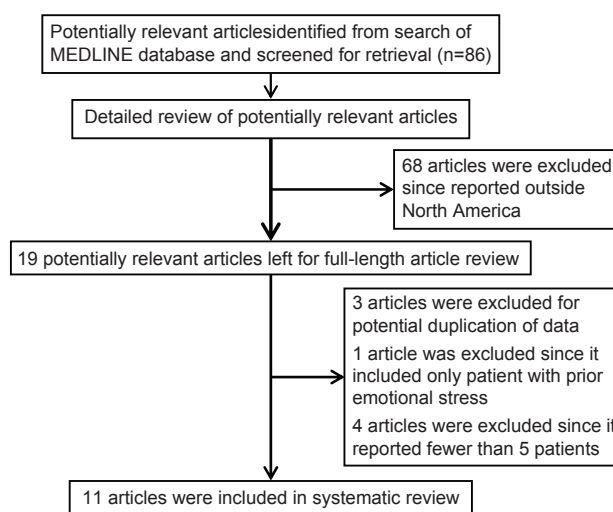 Potentially relevant articlesidentified from search of
MEDLINE database and screened for retrieval (n=86)
Detailed review of potentially relevant articles
68 articles were excluded
since reported outside
North America
19 potentially relevant articles left for full-length article review
3 articles were excluded for
potential duplication of data
1 article was excluded since it
included only patient with prior
emotional stress
4 articles were excluded since it
reported fewer than 5 patients
11 articles were included in systematic review